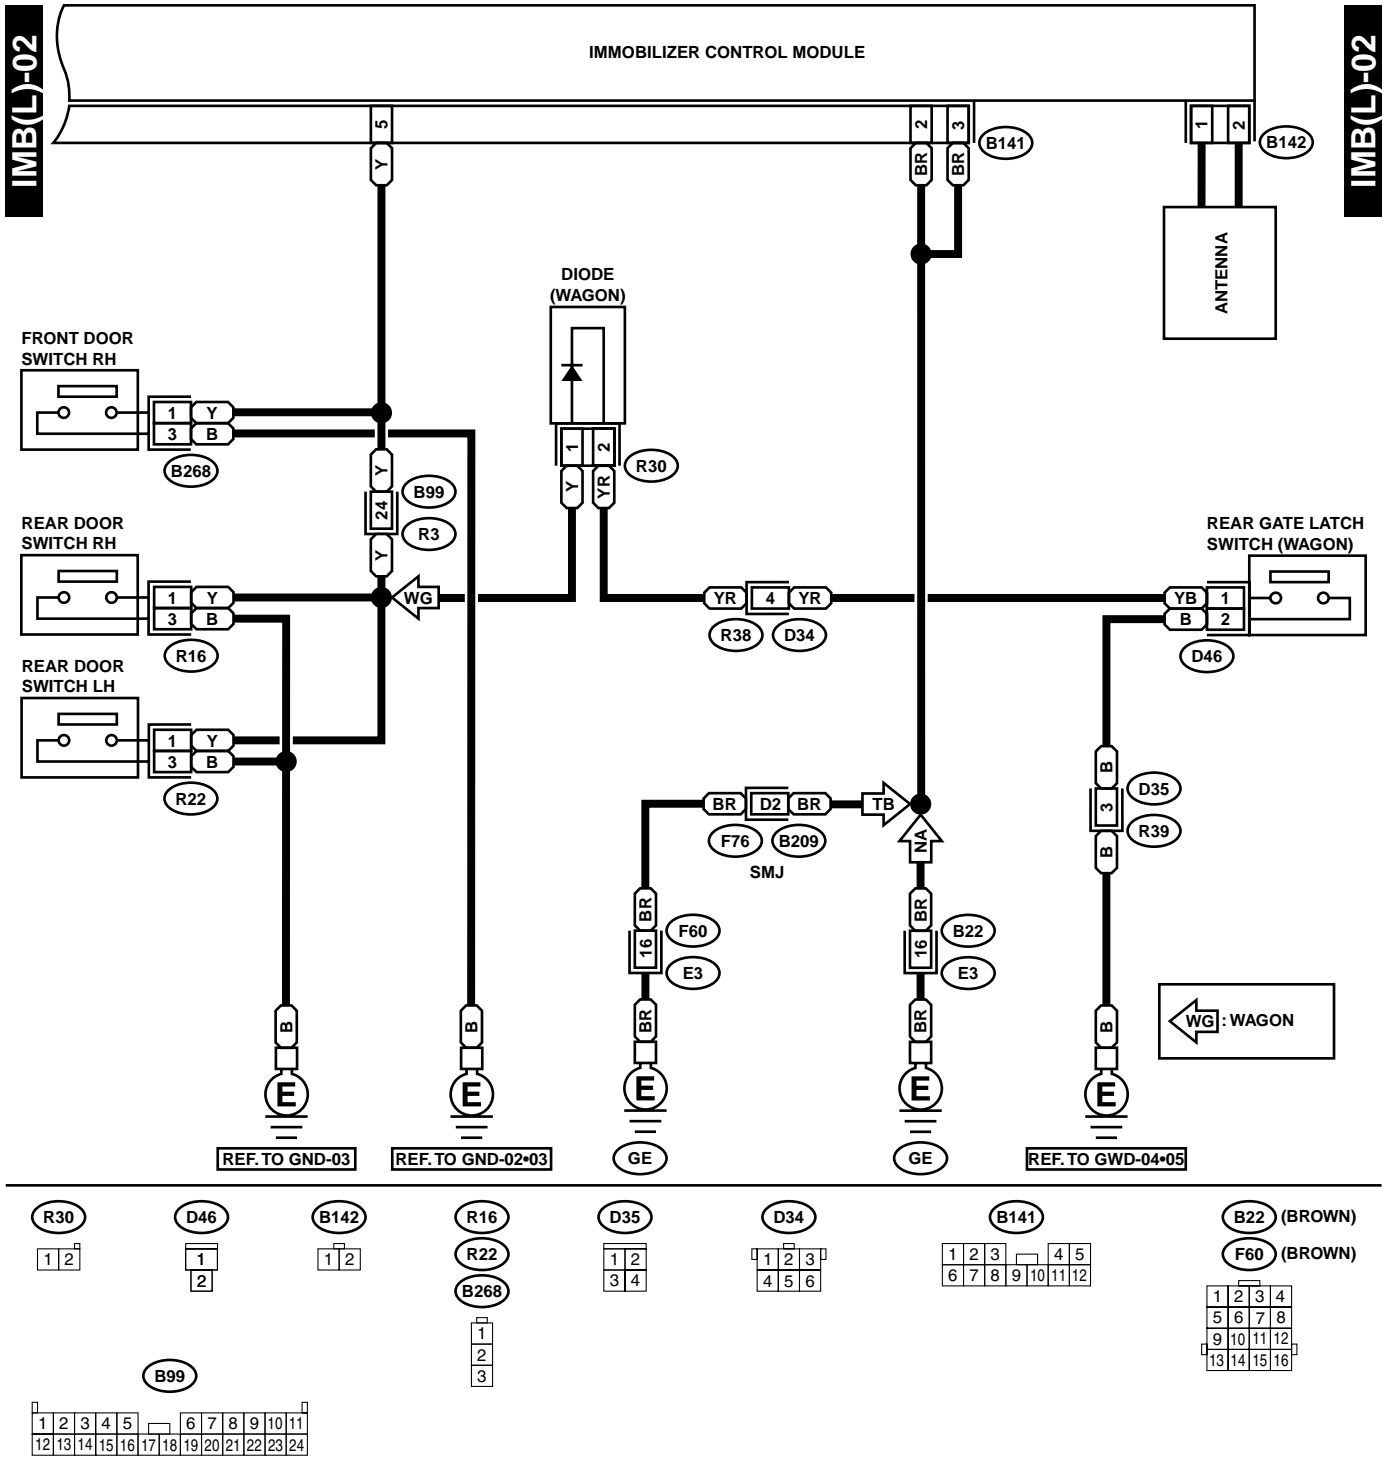 IMB(L)-02
IMB(L)-02
IMMOBILIZER CONTROL MODULE
5
2
3
B141
1
2
B142
Y
BR
BR
ANTENNA
DIODE
(WAGON)
FRONT DOOR
SWITCH RH
1 Y
3 B
B268
1
2
R30
Y
YR
Y
B99
24
R3
Y
REAR DOOR
SWITCH RH
1 Y
3 B
R16
WG
YR 4 YR
R38 D34
REAR GATE LATCH
SWITCH (WAGON)
YB 1
B 2
D46
REAR DOOR
SWITCH LH
1 Y
3 B
R22
BR D2 BR
F76 B209
SMJ
TB
NA
B
D35
3
R39
B
BR
F60
16
E3
BR
BR
B22
16
E3
BR
B
B
B
WG : WAGON
E
E
E
E
E
REF. TO GND-03
REF. TO GND-02•03
GE
GE
REF. TO GWD-04•05
R30
1 2
D46
1
2
B142
1 2
R16
R22
B268
1
2
3
D35
1 2
3 4
D34
1 2 3
4 5 6
B141
1 2 3 4 5
6 7 8 9 10 11 12
B22 (BROWN)
F60 (BROWN)
1 2 3 4
5 6 7 8
9 10 11 12
13 14 15 16
B99
1 2 3 4 5 6 7 8 9 10 11
12 13 14 15 16 17 18 19 20 21 22 23 24